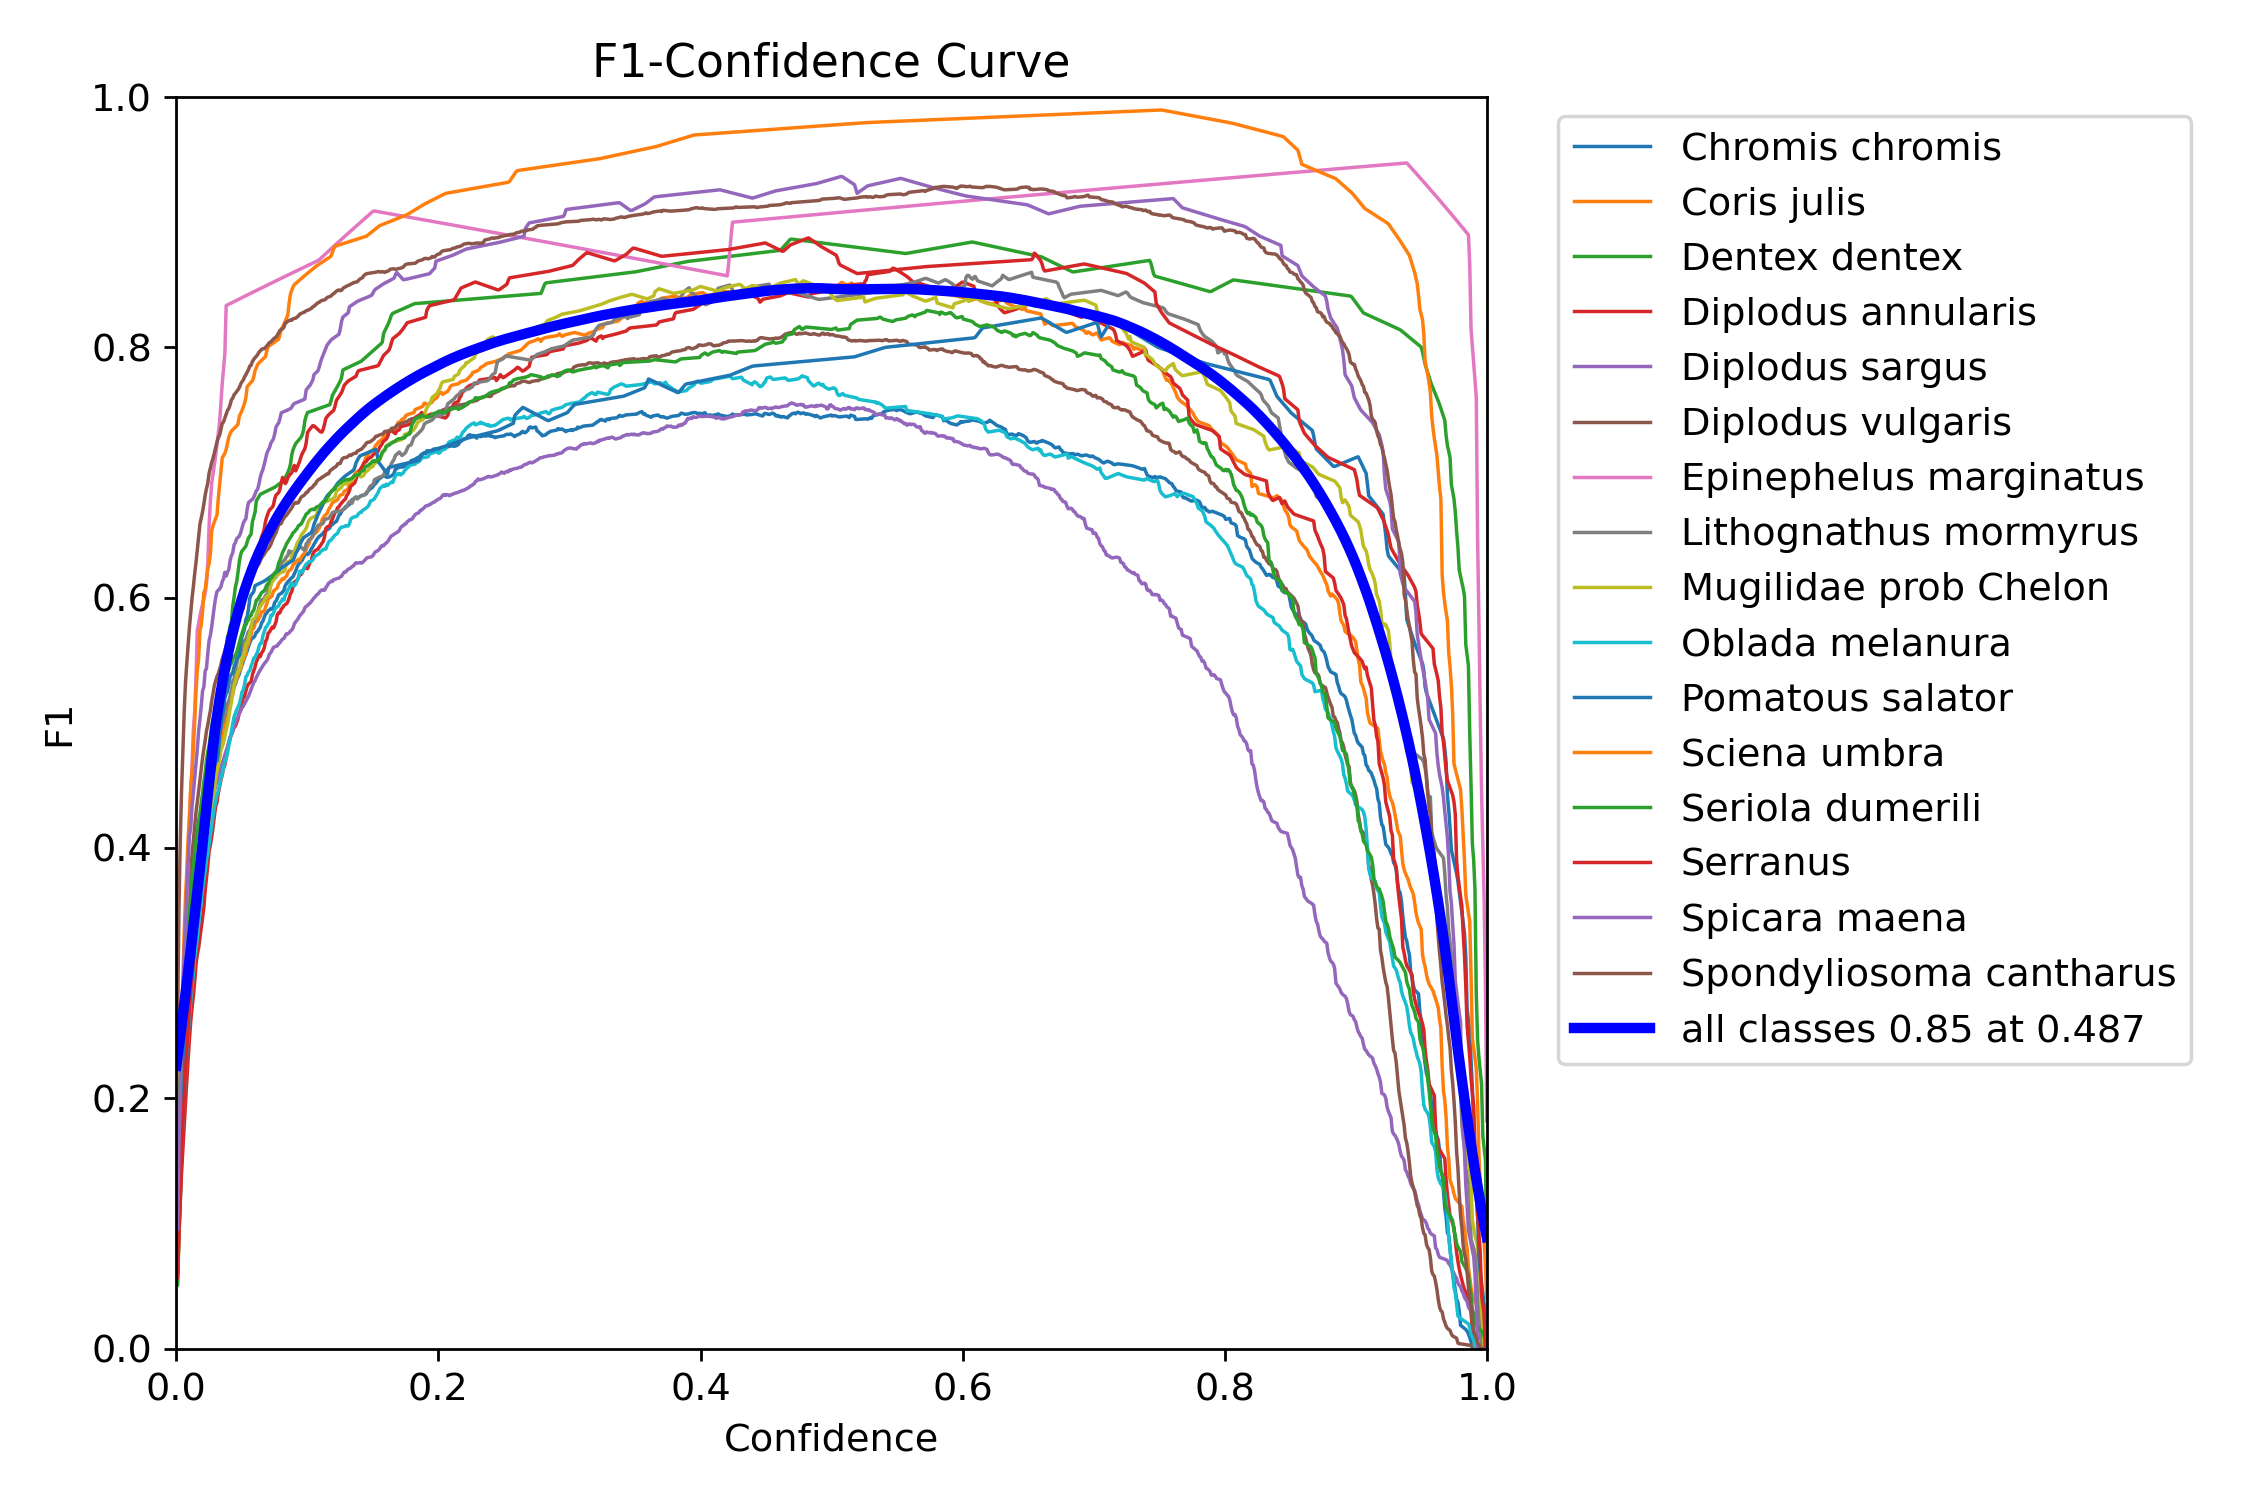 F1-Confidence Curve
1.0
0.8
0.6
0.4
0.2
0.0
F1
0.0 0.2 0.4 0.6 0.8 1.0
Confidence
Chromis chromis
Coris julis
Dentex dentex
Diplodus annularis
Diplodus sargus
Diplodus vulgaris
Epinephelus marginatus
Lithognathus mormyrus
Mugilidae prob Chelon
Oblada melanura
Pomatous salator
Sciena umbra
Seriola dumerili
Serranus
Spicara maena
Spondyliosoma cantharus
all classes 0.85 at 0.487